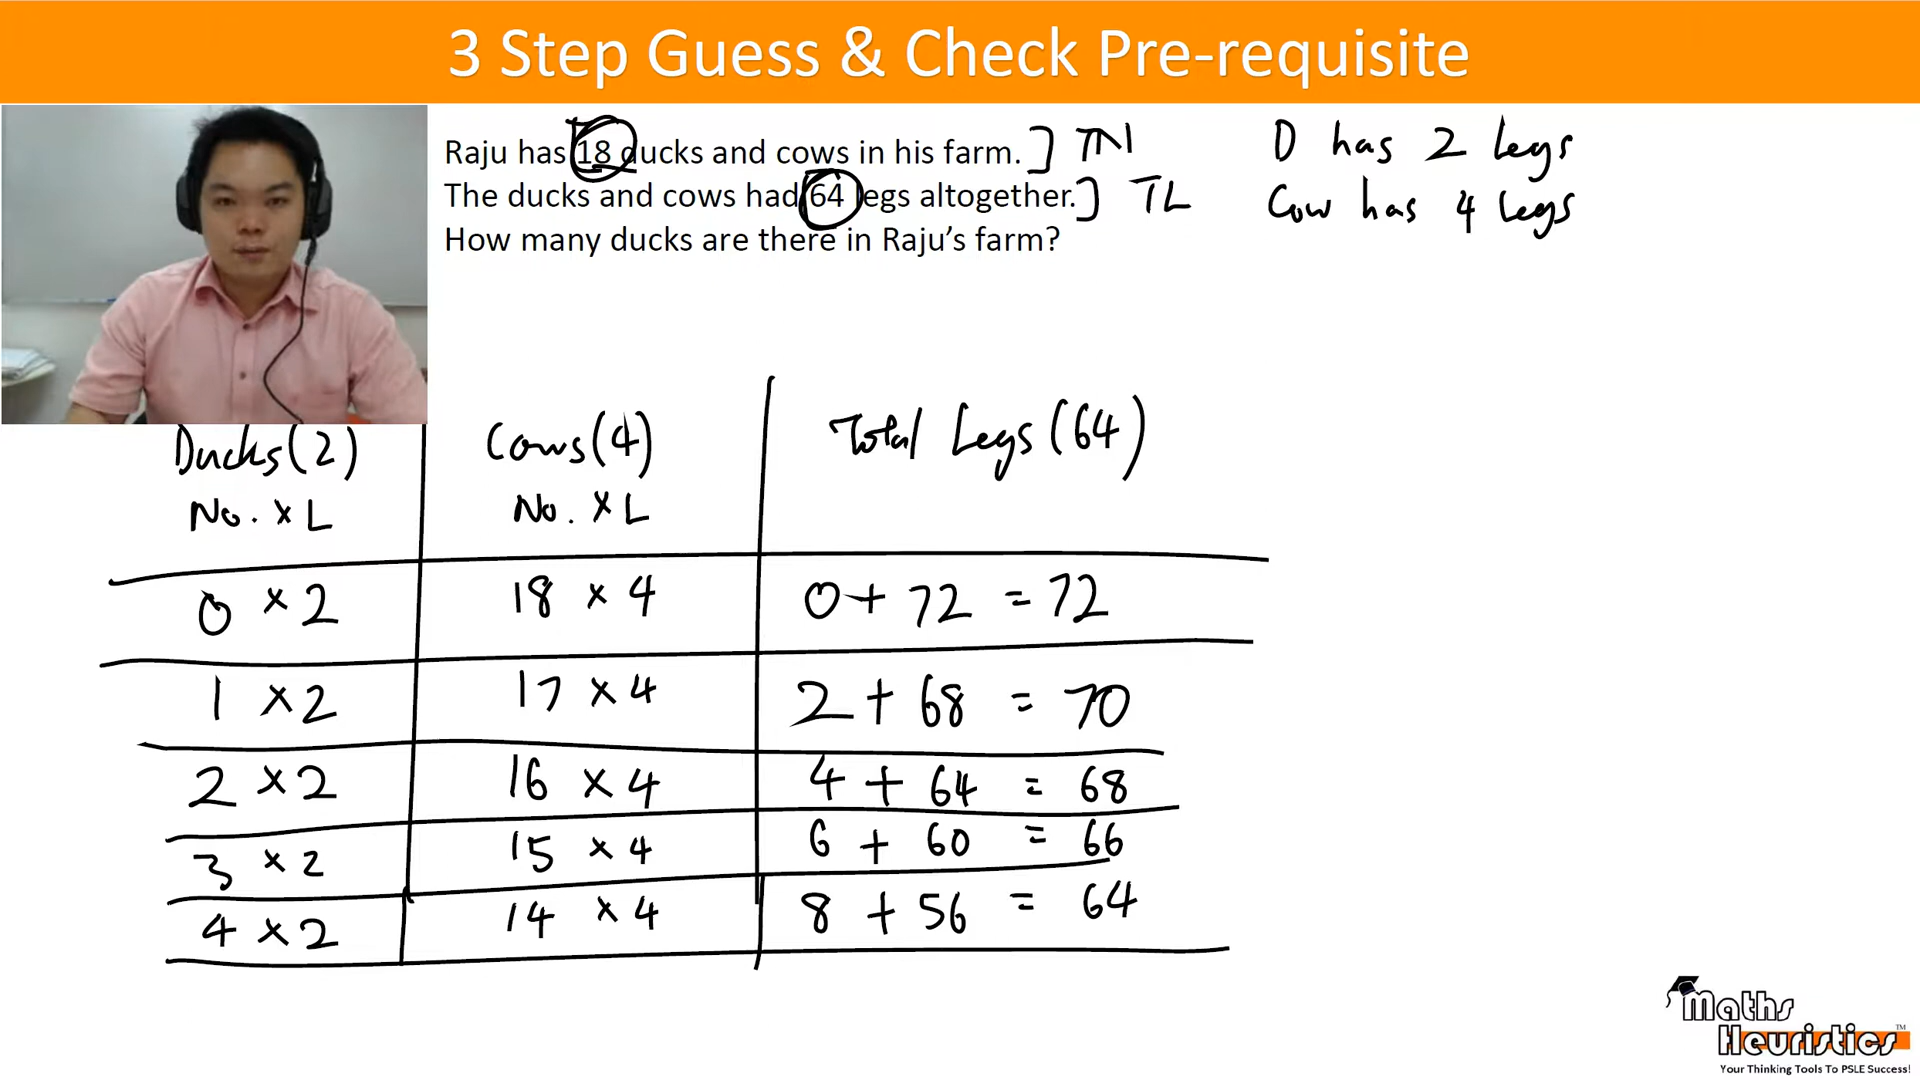 3 Step Guess & Check Pre-requisite
Raju has 18 ducks and cows in his farm. ] TN
The ducks and cows had 64 legs altogether. ] TL
How many ducks are there in Raju's farm?
D has 2 legs
Cow has 4 legs
Ducks(2) Cows(4) Total Legs(64)
No. × L No. × L
0 × 2 18 × 4 0 + 72 = 72
1 × 2 17 × 4 2 + 68 = 70
2 × 2 16 × 4 4 + 64 = 68
3 × 2 15 × 4 6 + 60 = 66
4 × 2 14 × 4 8 + 56 = 64
Maths
Heuristics™
Your Thinking Tools To PSLE Success!